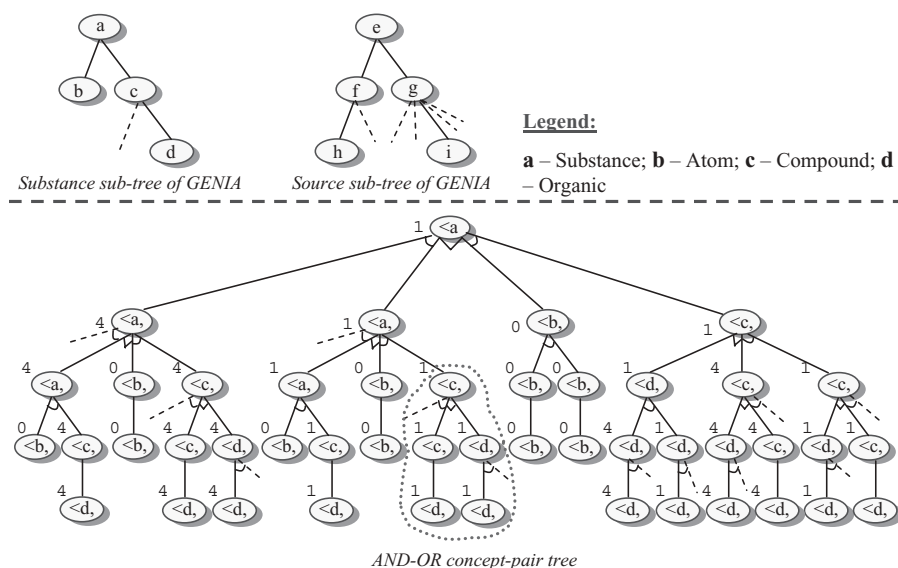 a
e
b c
f g
d
h i
Legend:
a – Substance; b – Atom; c – Compound; d
– Organic
Substance sub-tree of GENIA
Source sub-tree of GENIA
1 <a
4 <a, 1 <a, 0 <b, 1 <c,
4 <a, 0 <b, 4 <c, 1 <a, 0 <b, 1 <c, 0 <b, 0 <b, 1 <d, 4 <c, 1 <c,
0 <b, 4 <c, 0 <b, 4 <c, 4 <d, 0 <b, 1 <c, 0 <b, 1 <c, 1 <d, 0 <b, 0 <b, 4 <d, 1 <d, 4 <d, 4 <c, 1 <d, 1 <c,
4 <d, 4 <d, 4 <d, 1 <d, 1 <d, 1 <d, 4 <d, 1 <d, 4 <d, 4 <d, 1 <d, 1 <d,
AND-OR concept-pair tree